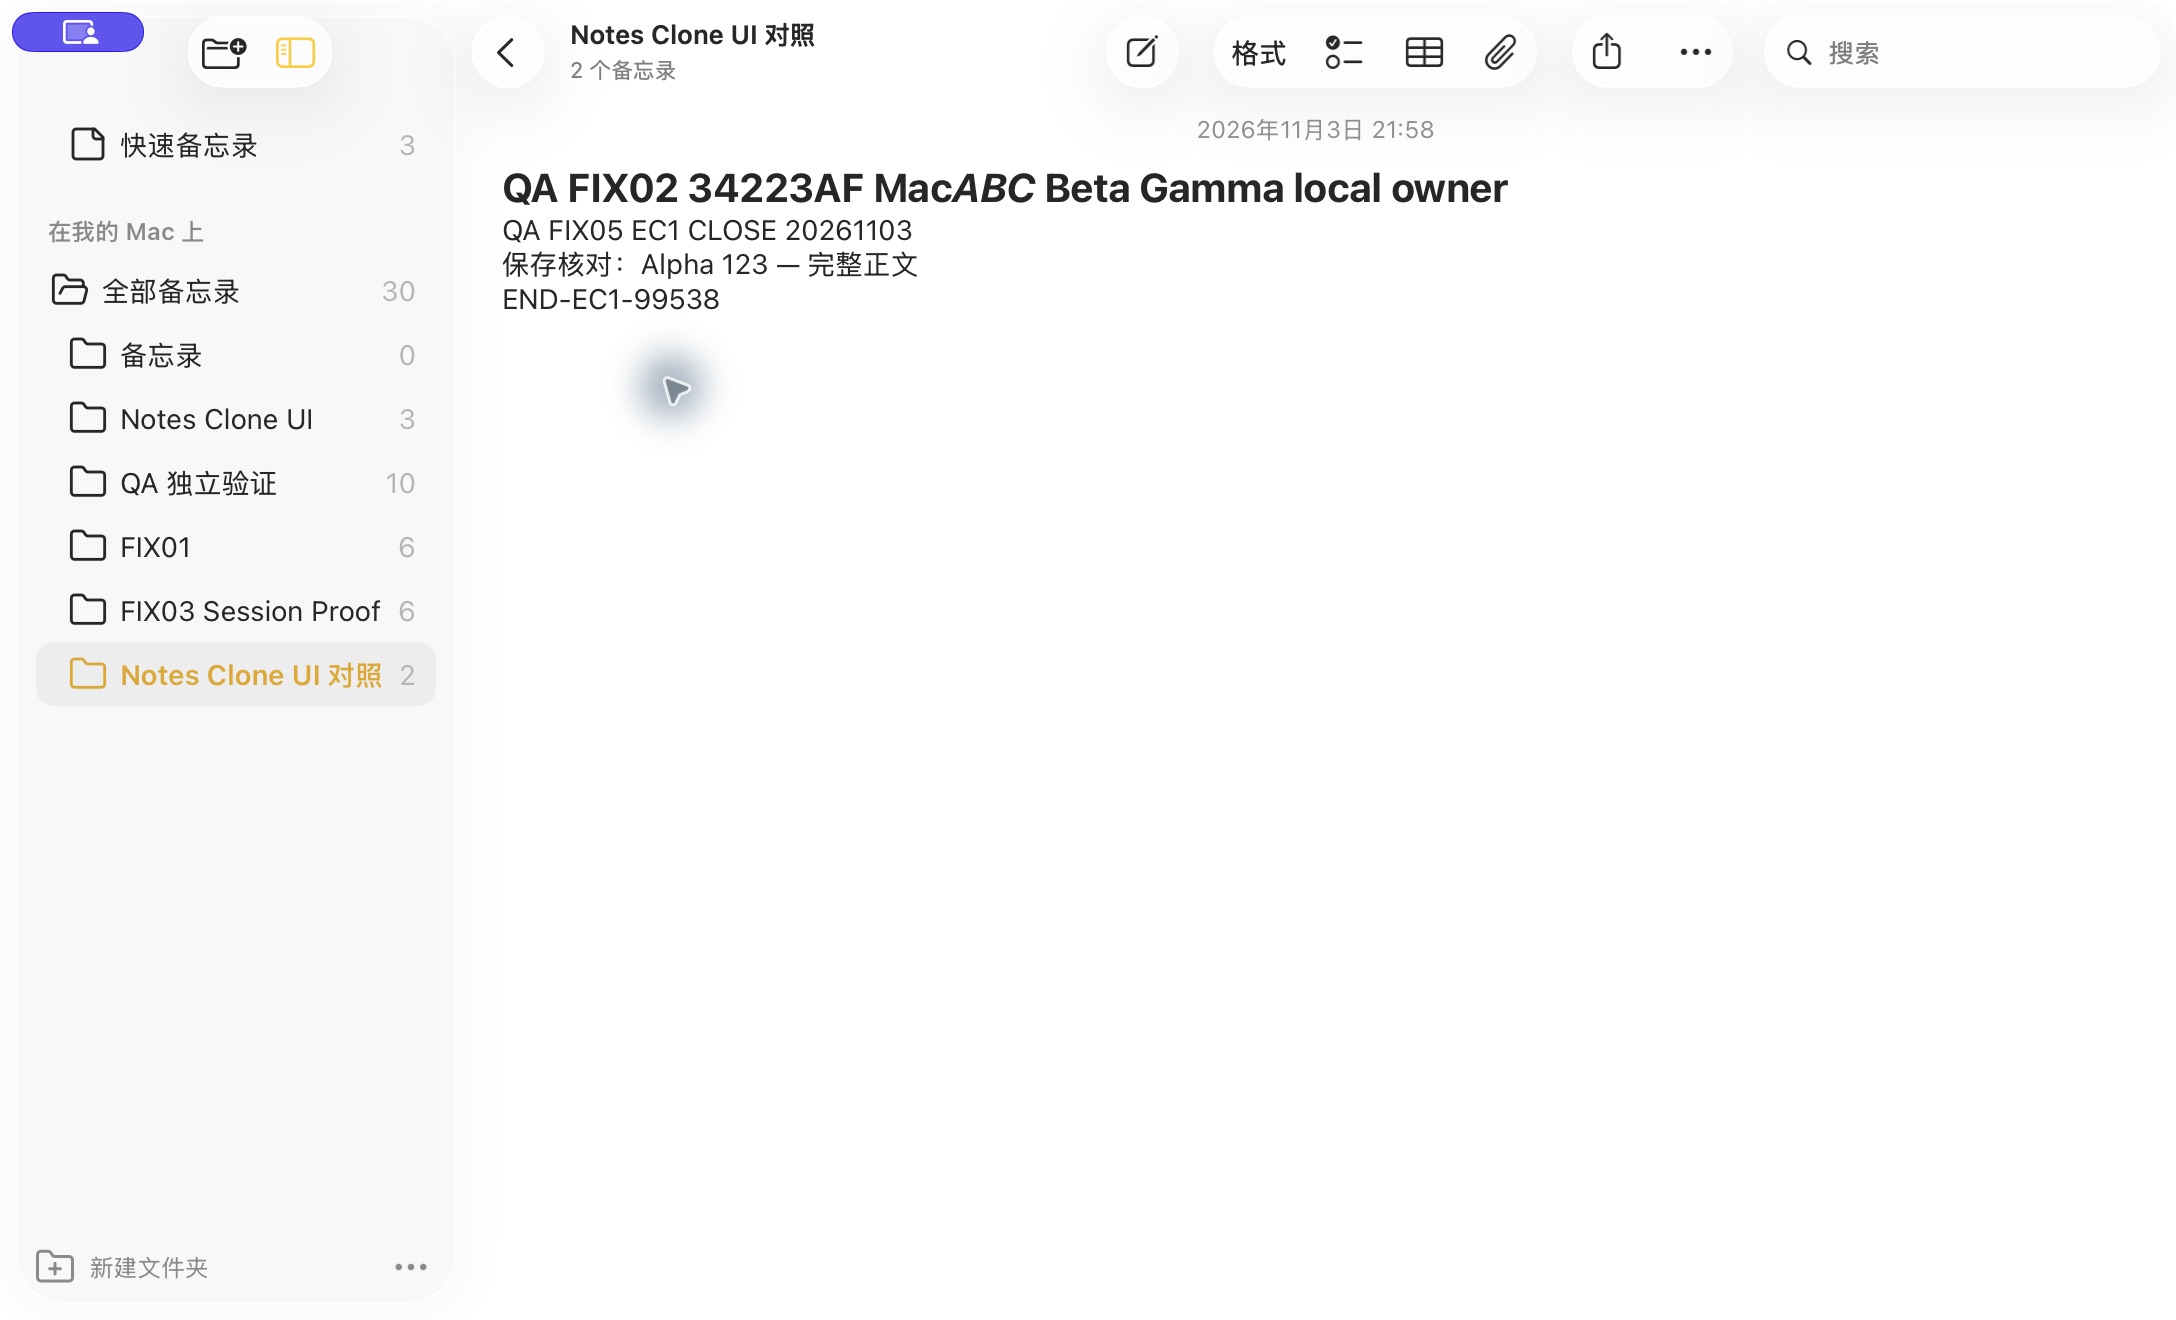 Notes Clone UI 对照
2 个备忘录
格式
搜索
快速备忘录 3
在我的 Mac 上
全部备忘录 30
备忘录 0
Notes Clone UI 3
QA 独立验证 10
FIX01 6
FIX03 Session Proof 6
Notes Clone UI 对照 2
新建文件夹
2026年11月3日 21:58
QA FIX02 34223AF MacABC Beta Gamma local owner
QA FIX05 EC1 CLOSE 20261103
保存核对：Alpha 123 — 完整正文
END-EC1-99538